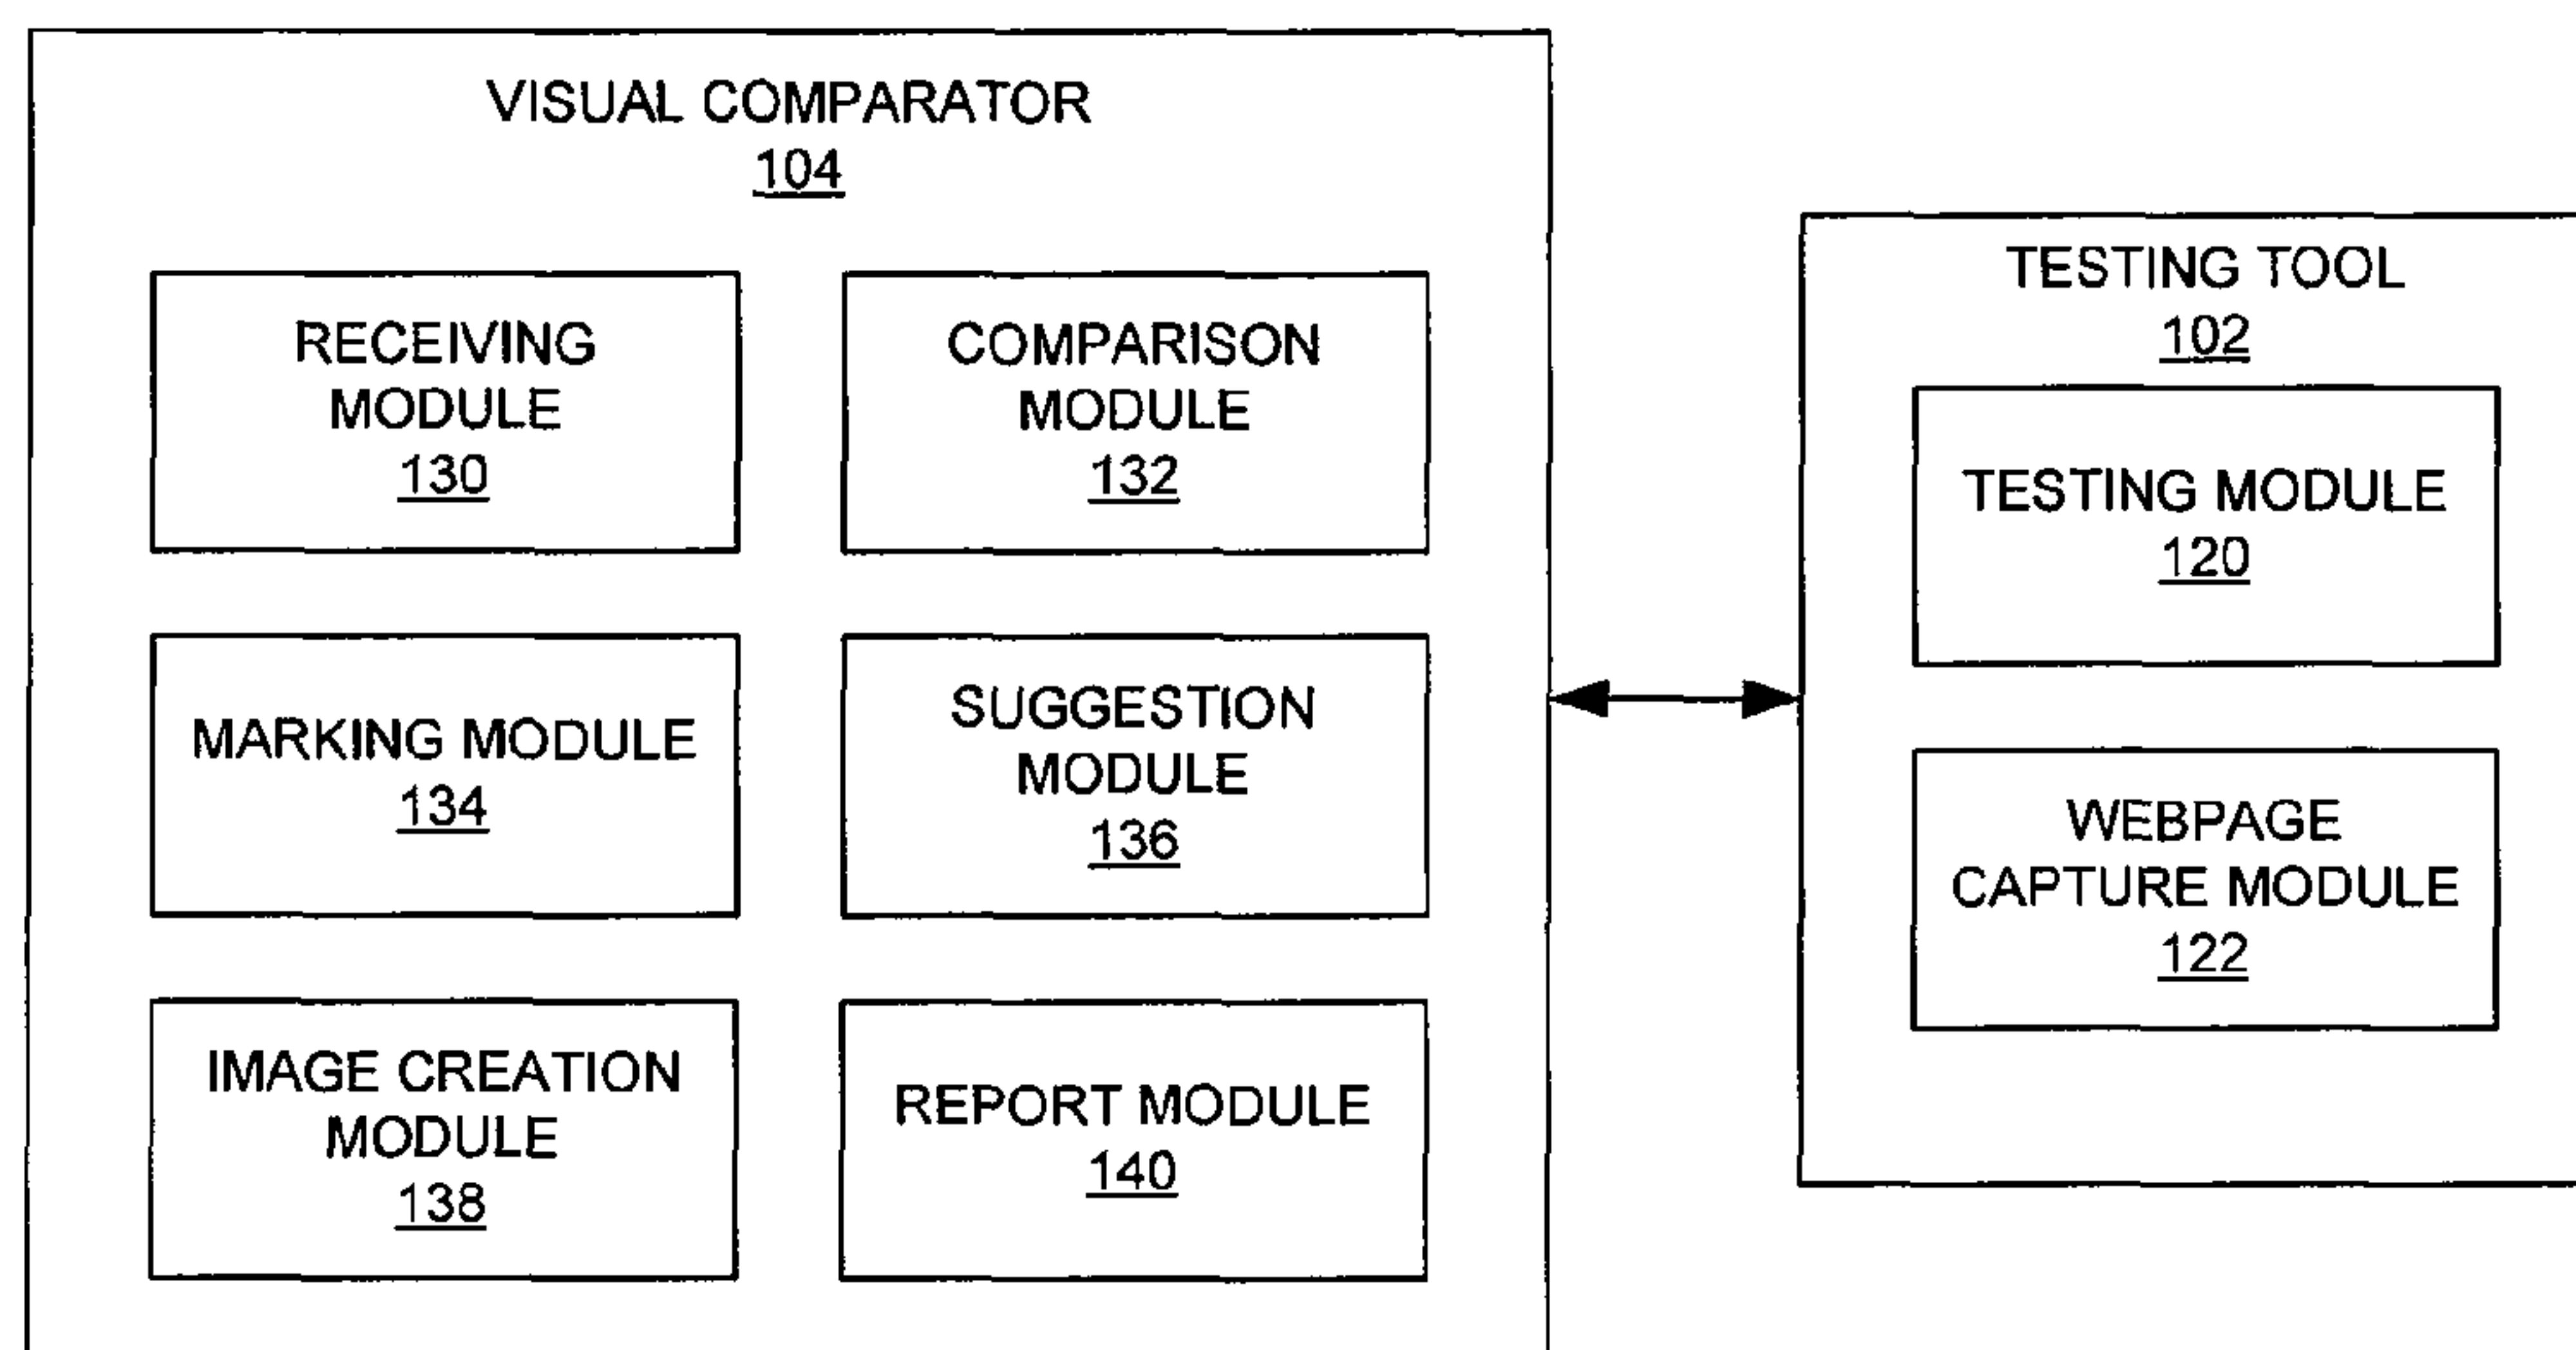 VISUAL COMPARATOR
104
RECEIVING
MODULE
130
COMPARISON
MODULE
132
MARKING MODULE
134
SUGGESTION
MODULE
136
IMAGE CREATION
MODULE
138
REPORT MODULE
140
TESTING TOOL
102
TESTING MODULE
120
WEBPAGE
CAPTURE MODULE
122